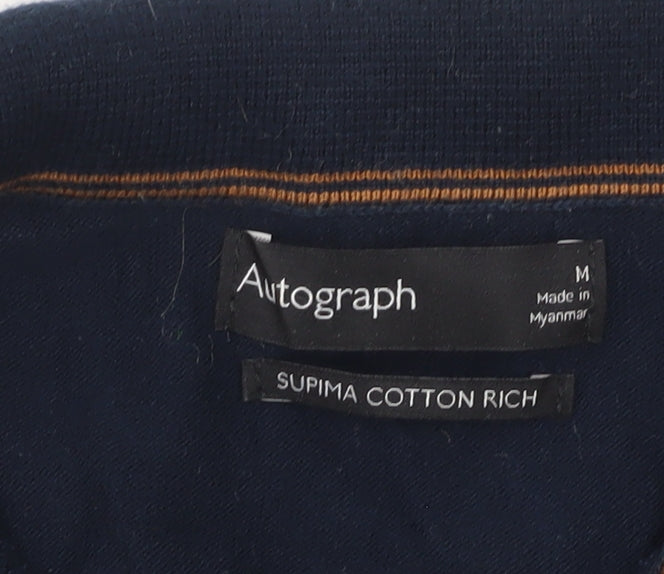 Autograph
M
Made in
Myanmar
SUPIMA COTTON RICH